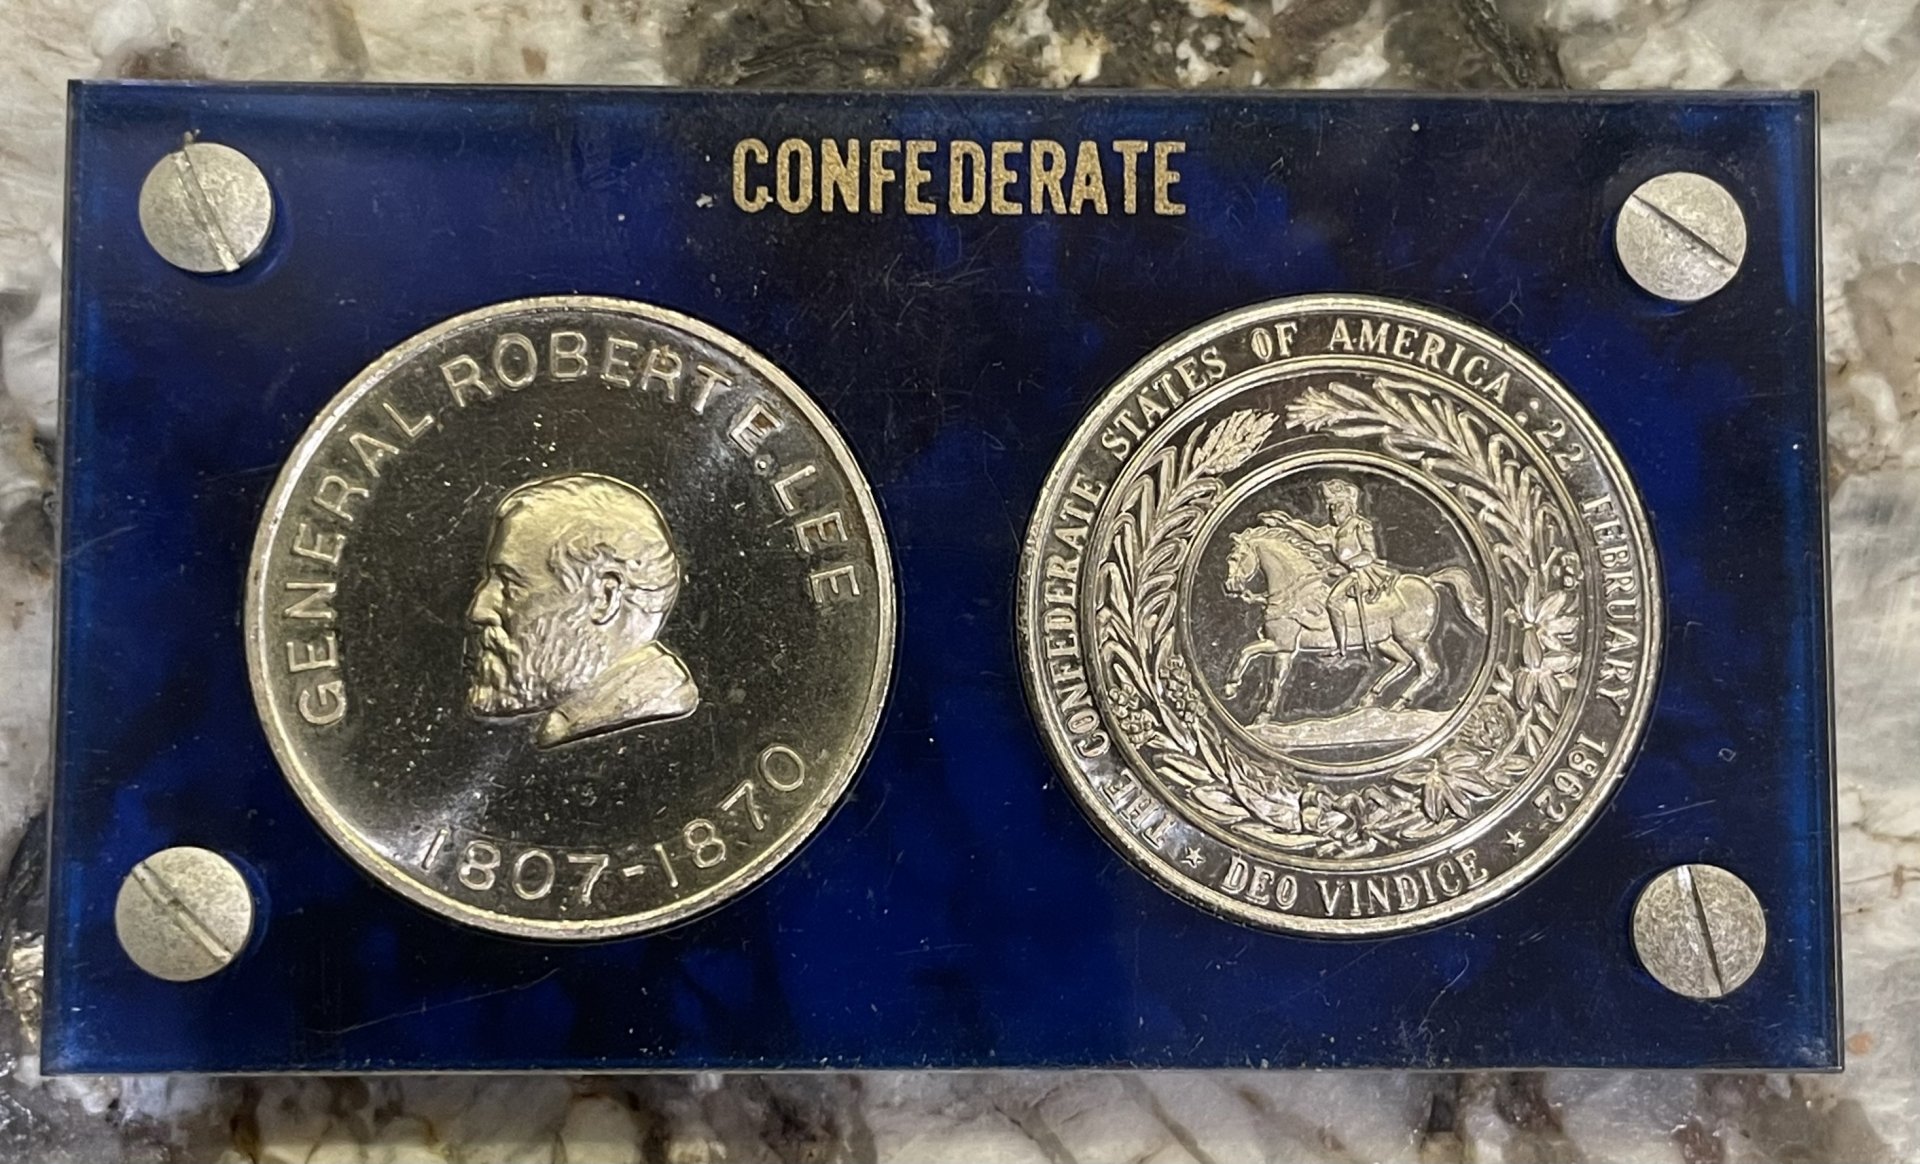 CONFEDERATE
GENERAL ROBERT E. LEE
1807-1870
THE CONFEDERATE STATES OF AMERICA : 22 FEBRUARY 1862
★ DEO VINDICE ★